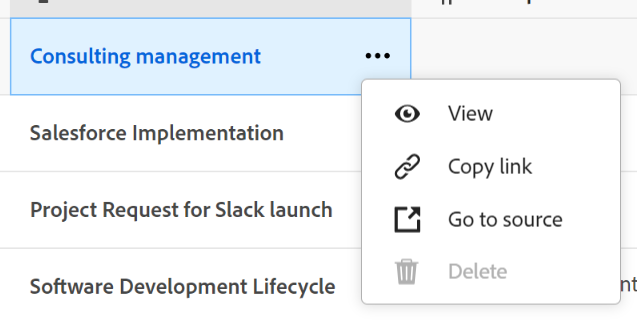 Consulting management
View
Salesforce Implementation
Copy link
Project Request for Slack launch
Go to source
Software Development Lifecycle
Delete
nt